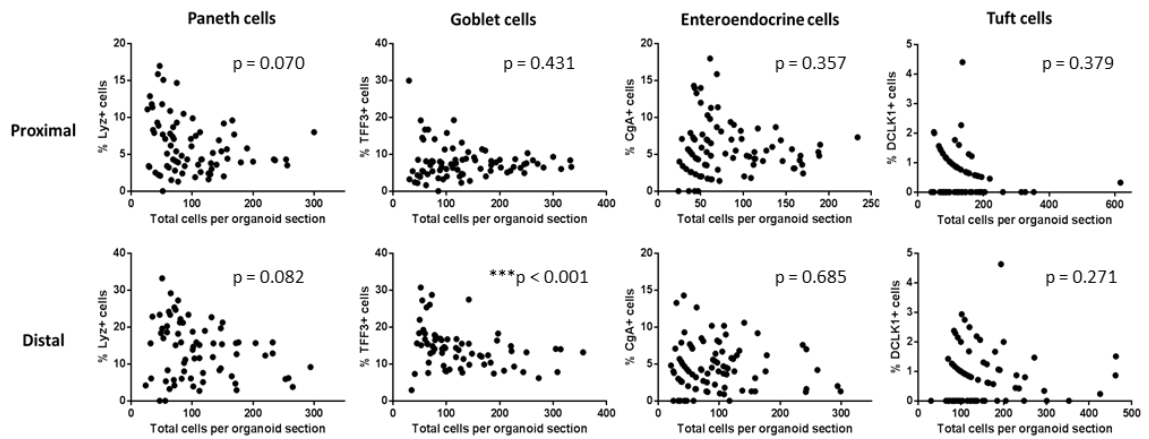 Paneth cells
Goblet cells
Enteroendocrine cells
Tuft cells
Proximal
% Lyz+ cells
20
15
10
5
0
p = 0.070
0 100 200 300
Total cells per organoid section
% TFF3+ cells
40
30
20
10
0
p = 0.431
0 100 200 300 400
Total cells per organoid section
% CgA+ cells
20
15
10
5
0
p = 0.357
0 50 100 150 200 250
Total cells per organoid section
% DCLK1+ cells
5
4
3
2
1
0
p = 0.379
0 200 400 600
Total cells per organoid section
Distal
% Lyz+ cells
40
30
20
10
0
p = 0.082
0 100 200 300
Total cells per organoid section
% TFF3+ cells
40
30
20
10
0
***p < 0.001
0 100 200 300 400
Total cells per organoid section
% CgA+ cells
20
15
10
5
0
p = 0.685
0 100 200 300
Total cells per organoid section
% DCLK1+ cells
5
4
3
2
1
0
p = 0.271
0 100 200 300 400 500
Total cells per organoid section